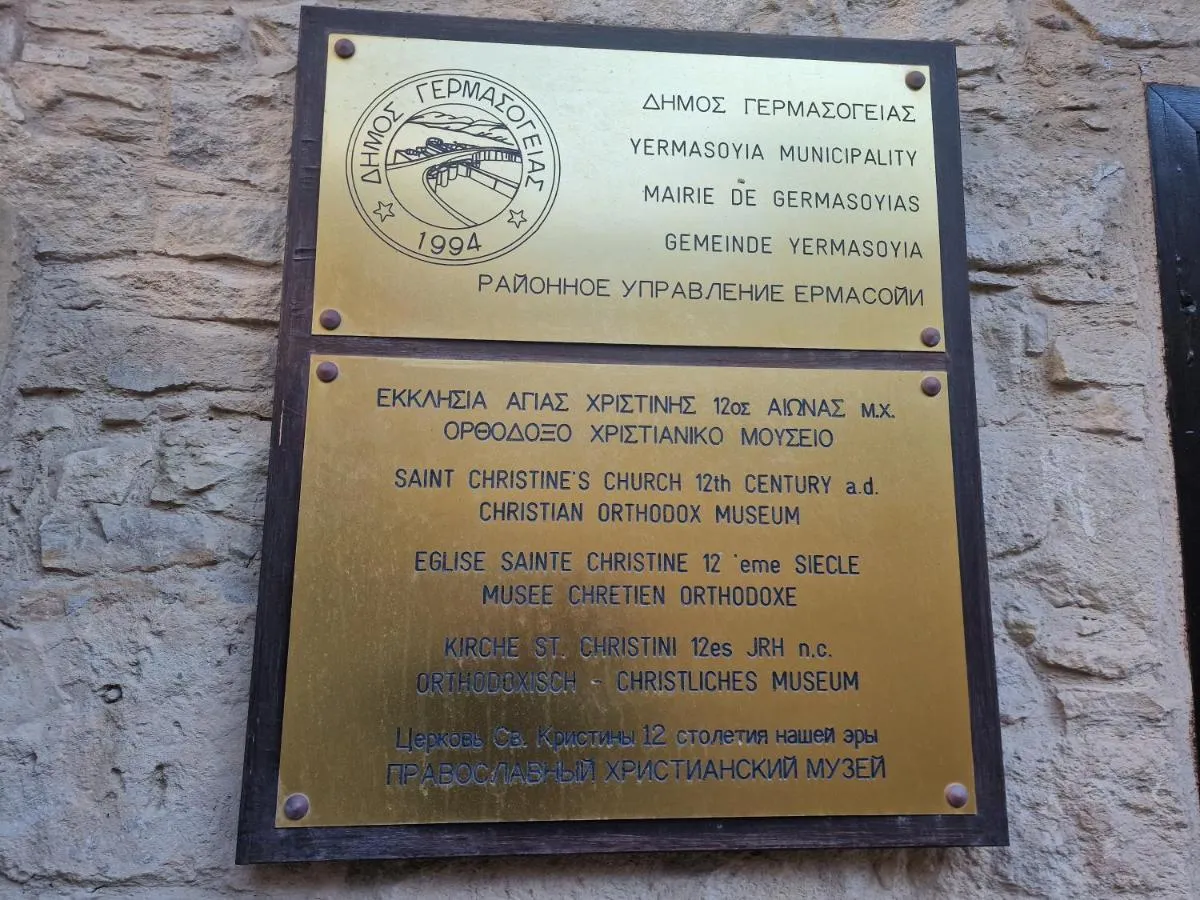 ΔΗΜΟΣ ΓΕΡΜΑΣΟΓΕΙΑΣ
1994
ΔΗΜΟΣ ΓΕΡΜΑΣΟΓΕΙΑΣ
YERMASOYIA MUNICIPALITY
MAIRIE DE GERMASOYIAS
GEMEINDE YERMASOYIA
РАЙОННОЕ УПРАВЛЕНИЕ ЕРМАСОЙИ
ΕΚΚΛΗΣΙΑ ΑΓΙΑΣ ΧΡΙΣΤΙΝΗΣ 12ος ΑΙΩΝΑΣ Μ.Χ.
ΟΡΘΟΔΟΞΟ ΧΡΙΣΤΙΑΝΙΚΟ ΜΟΥΣΕΙΟ
SAINT CHRISTINE'S CHURCH 12th CENTURY a.d.
CHRISTIAN ORTHODOX MUSEUM
EGLISE SAINTE CHRISTINE 12 'eme SIECLE
MUSEE CHRETIEN ORTHODOXE
KIRCHE ST. CHRISTINI 12es JRH n.c.
ORTHODOXISCH - CHRISTLICHES MUSEUM
Церковь Св. Кристины 12 столетия нашей эры
ПРАВОСЛАВНЫЙ ХРИСТИАНСКИЙ МУЗЕЙ